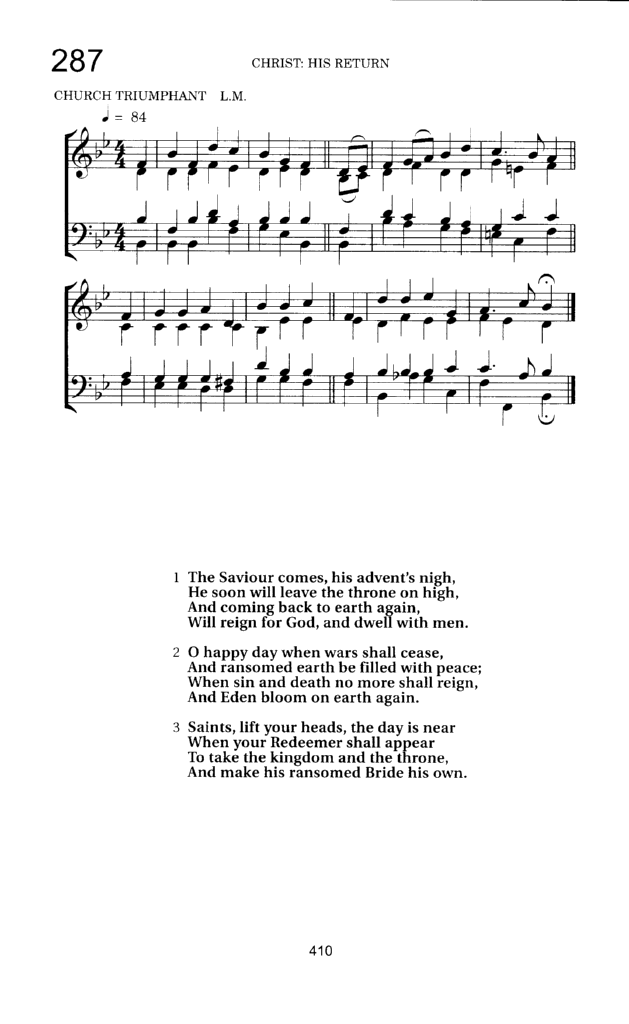 287
CHRIST: HIS RETURN
CHURCH TRIUMPHANT L.M.
♩ = 84
1 The Saviour comes, his advent's nigh,
He soon will leave the throne on high,
And coming back to earth again,
Will reign for God, and dwell with men.
2 O happy day when wars shall cease,
And ransomed earth be filled with peace;
When sin and death no more shall reign,
And Eden bloom on earth again.
3 Saints, lift your heads, the day is near
When your Redeemer shall appear
To take the kingdom and the throne,
And make his ransomed Bride his own.
410